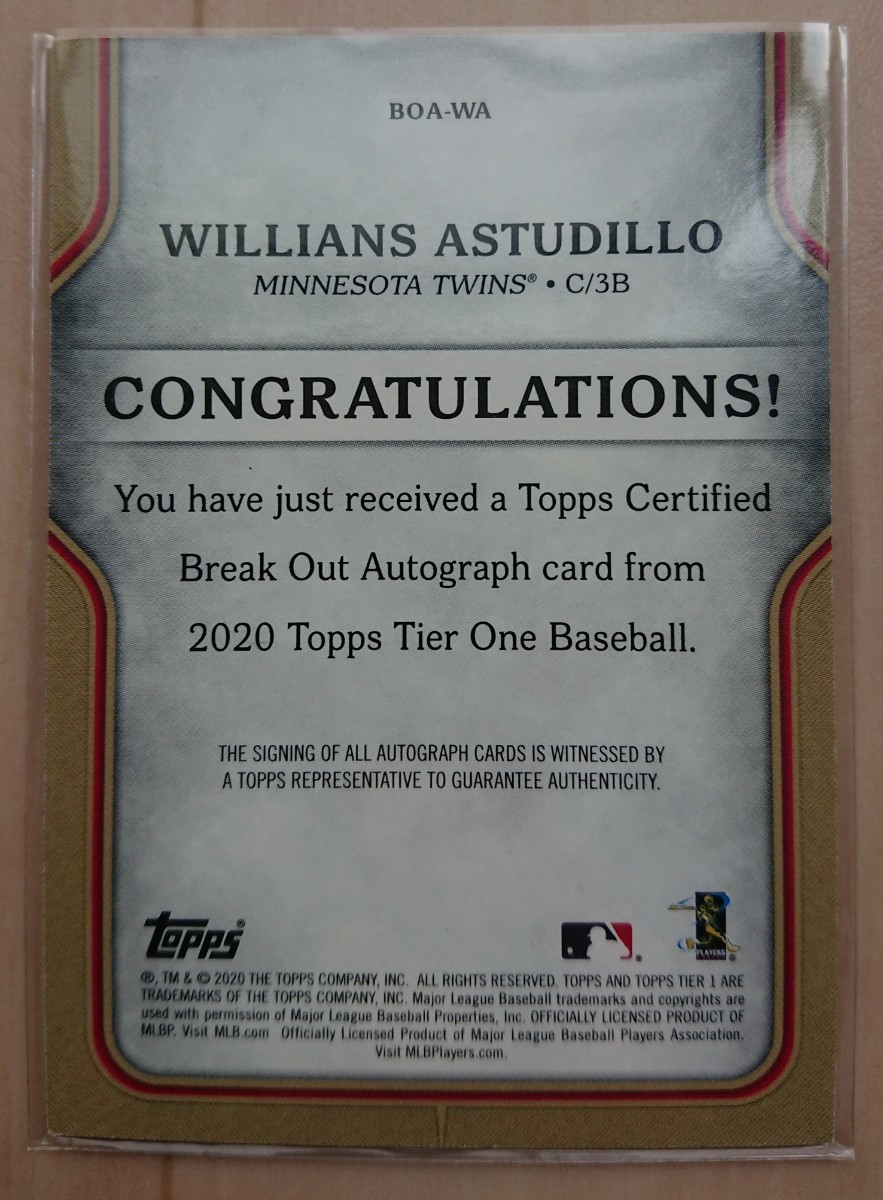 BOA-WA
WILLIANS ASTUDILLO
MINNESOTA TWINS® • C/3B
CONGRATULATIONS!
You have just received a Topps Certified
Break Out Autograph card from
2020 Topps Tier One Baseball.
THE SIGNING OF ALL AUTOGRAPH CARDS IS WITNESSED BY
A TOPPS REPRESENTATIVE TO GUARANTEE AUTHENTICITY.
topps®
PLAYERS ®
®, TM & © 2020 THE TOPPS COMPANY, INC. ALL RIGHTS RESERVED. TOPPS AND TOPPS TIER 1 ARE
TRADEMARKS OF THE TOPPS COMPANY, INC. Major League Baseball trademarks and copyrights are
used with permission of Major League Baseball Properties, Inc. OFFICIALLY LICENSED PRODUCT OF
MLBP. Visit MLB.com Officially Licensed Product of Major League Baseball Players Association.
Visit MLBPlayers.com.